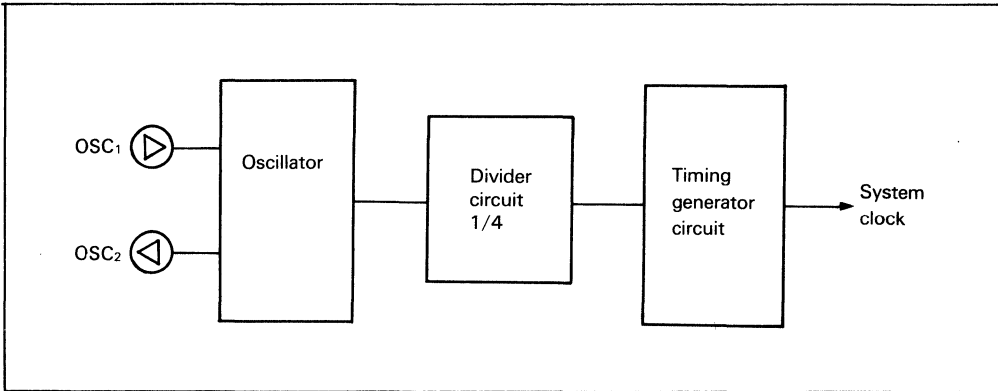 OSC₁
OSC₂
Oscillator
Divider
circuit
1/4
Timing
generator
circuit
System
clock